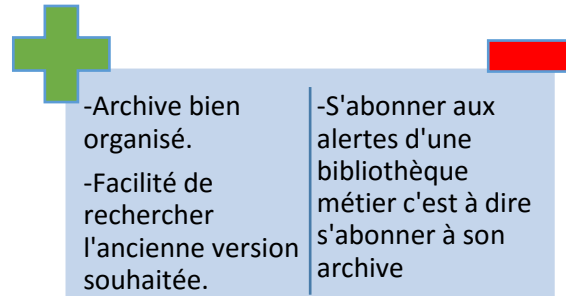 -Archive bien
organisé.
-Facilité de
rechercher
l'ancienne version
souhaitée.
-S'abonner aux
alertes d'une
bibliothèque
métier c'est à dire
s'abonner à son
archive